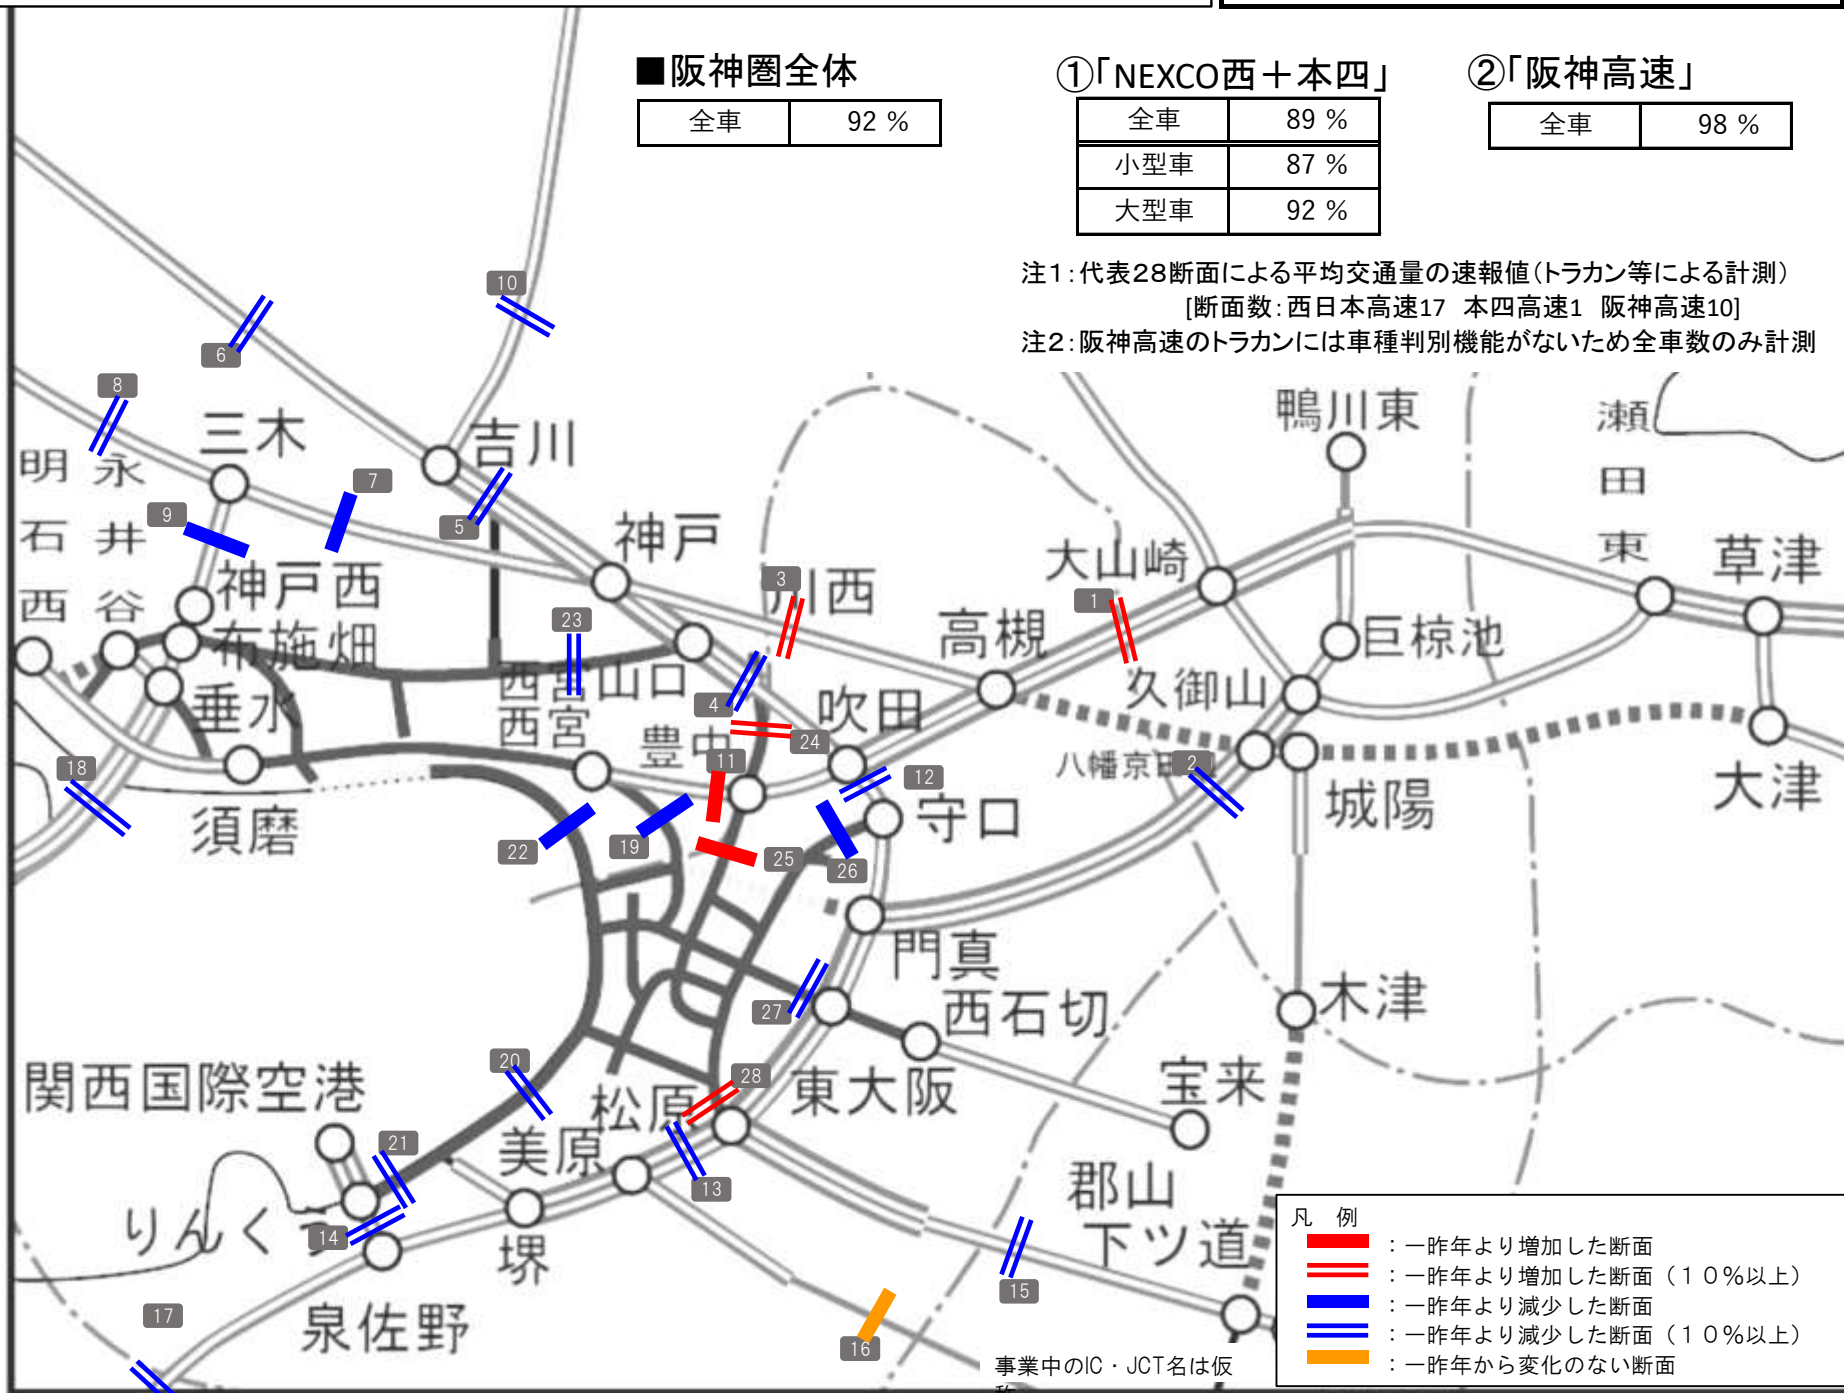 ■阪神圏全体
全車 92 %
①「NEXCO西＋本四」
全車 89 %
小型車 87 %
大型車 92 %
②「阪神高速」
全車 98 %
注1：代表28断面による平均交通量の速報値（トラカン等による計測）
[断面数：西日本高速17 本四高速1 阪神高速10]
注2：阪神高速のトラカンには車種判別機能がないため全車数のみ計測
10
6
8
三木
吉川
鴨川東
瀬田東
明石西
永井谷
7
9
5
神戸
神戸西
布施畑
3
川西
大山崎
1
草津
23
高槻
巨椋池
久御山
西宮山口
西宮
垂水
4
吹田
24
豊中
11
18
12
八幡京田
2
城陽
大津
須磨
守口
22
19
25
26
門真
27
西石切
木津
20
関西国際空港
松原
28
東大阪
宝来
21
美原
13
郡山
下ツ道
りんくう
14
堺
15
17
泉佐野
16
事業中のIC・JCT名は仮
称
凡 例
：一昨年より増加した断面
：一昨年より増加した断面（１０％以上）
：一昨年より減少した断面
：一昨年より減少した断面（１０％以上）
：一昨年から変化のない断面